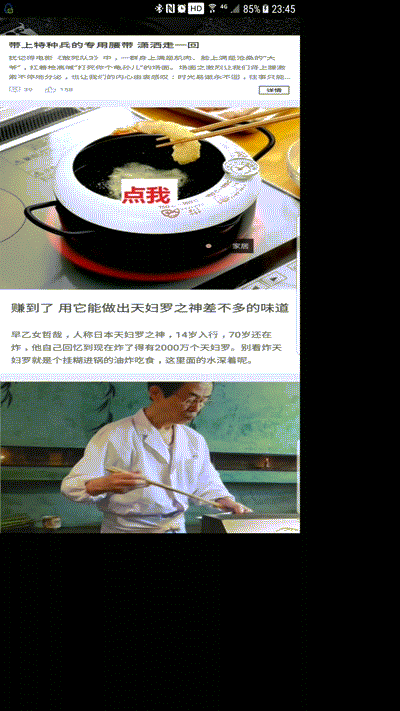 HD
4G
85%
23:45
带上特种兵的专用腰带 潇洒走一回
犹记得电影《敢死队3》中，一群身上满是肌肉、脸上满是沧桑的“大
爷”，扛着枪高喊“打死你个龟孙儿”的场面。场面之激烈让我们肾上腺激
素不停地分泌，也让我们的内心由衷感叹：时光易做永不回，往事只能...
158
详情
点我
家居
赚到了 用它能做出天妇罗之神差不多的味道
早乙女哲哉，人称日本天妇罗之神，14岁入行，70岁还在
炸，他自己回忆到现在炸了得有2000万个天妇罗。别看炸天
妇罗就是个挂糊进锅的油炸吃食，这里面的水深着呢。